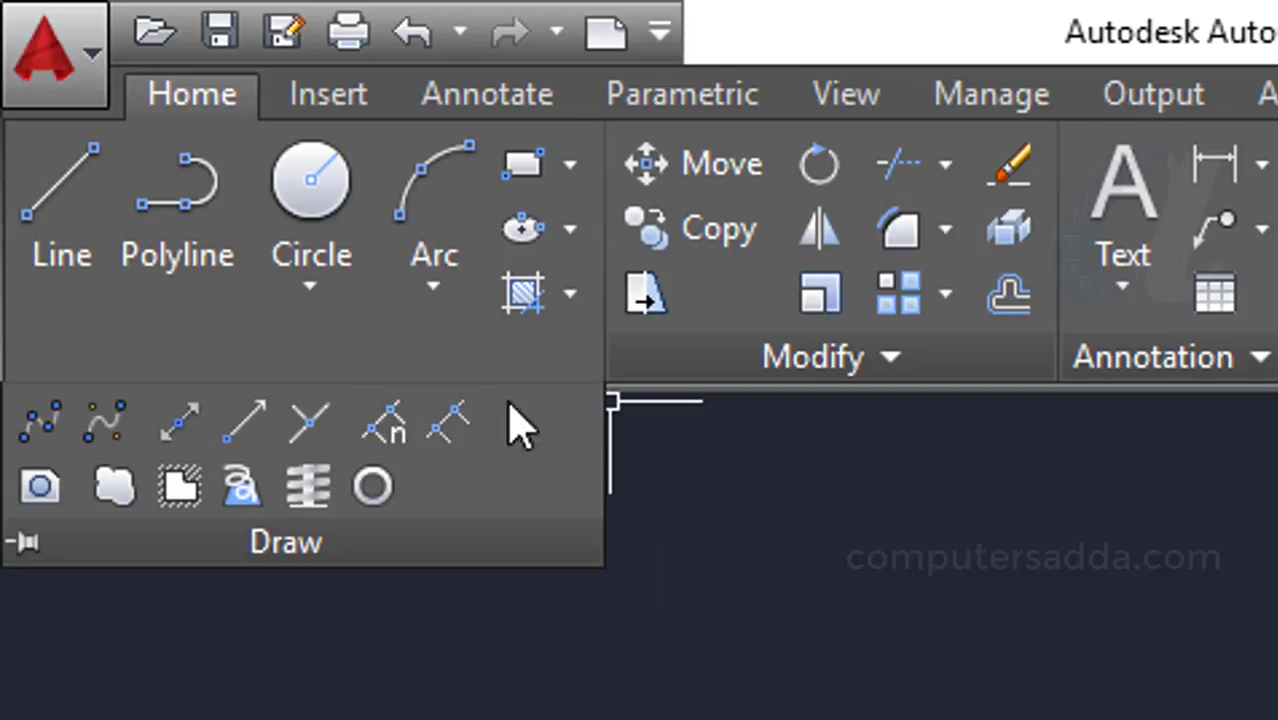 Autodesk Auto
Home Insert Annotate Parametric View Manage Output A
Line Polyline Circle Arc Move Copy Text
Modify Annotation
n
Draw
computersadda.com